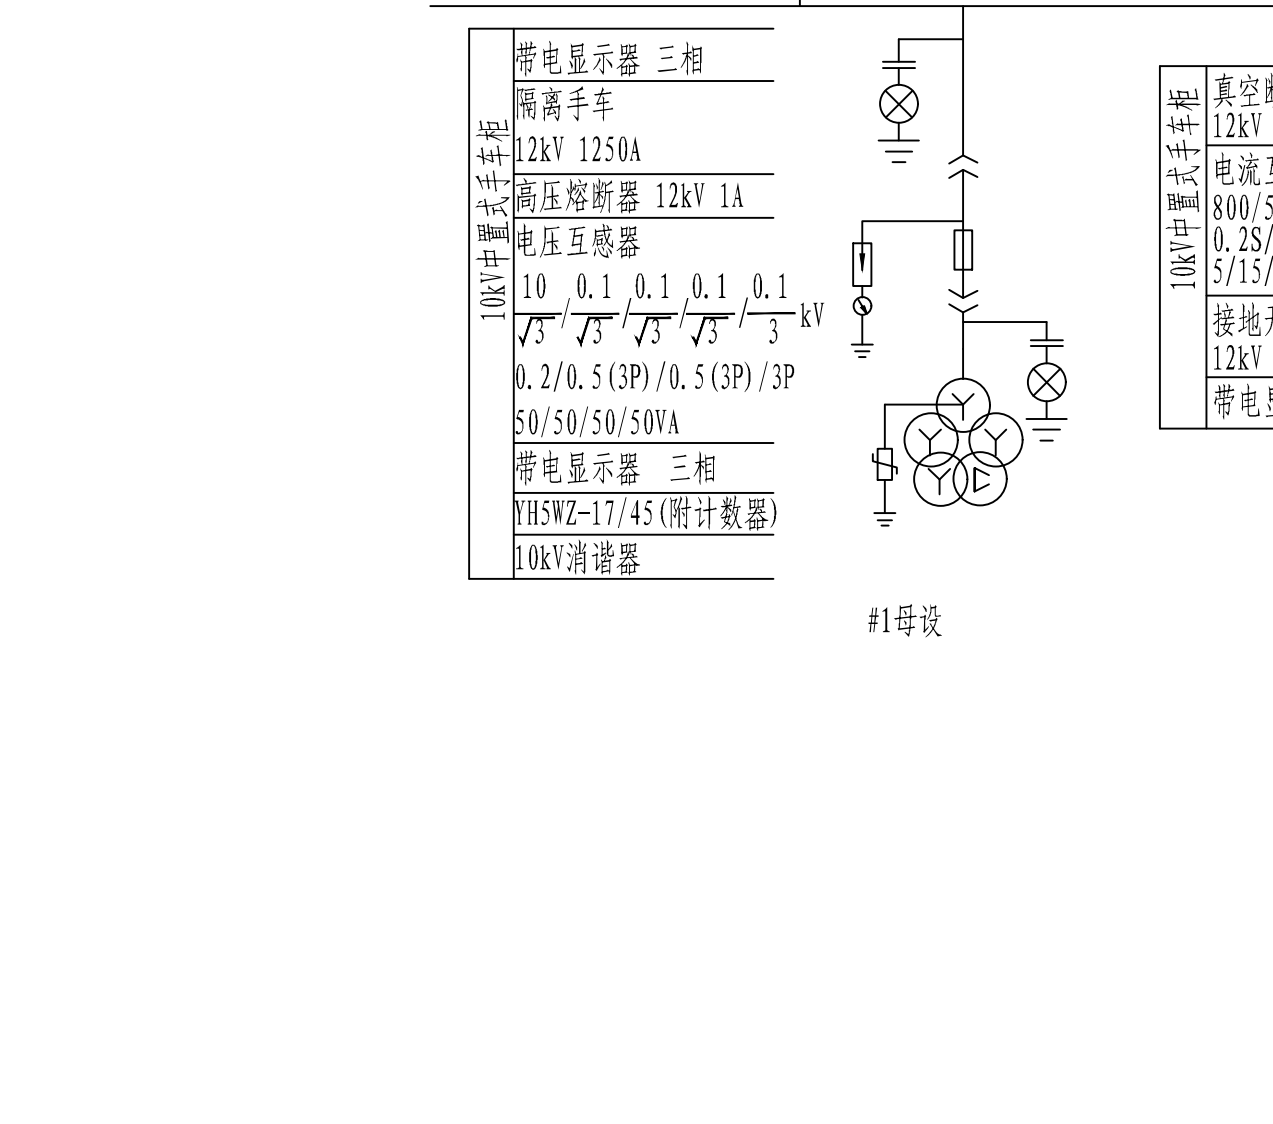 10kV中置式手车柜
带电显示器 三相
隔离手车
12kV 1250A
高压熔断器 12kV 1A
电压互感器
10/√3 / 0.1/√3 / 0.1/√3 / 0.1/√3 / 0.1/3 kV
0.2/0.5(3P)/0.5(3P)/3P
50/50/50/50VA
带电显示器 三相
YH5WZ-17/45(附计数器)
10kV消谐器
#1母设
10kV中置式手车柜
真空
12kV
电流
800/5
0.2S/
5/15/
接地
12kV
带电